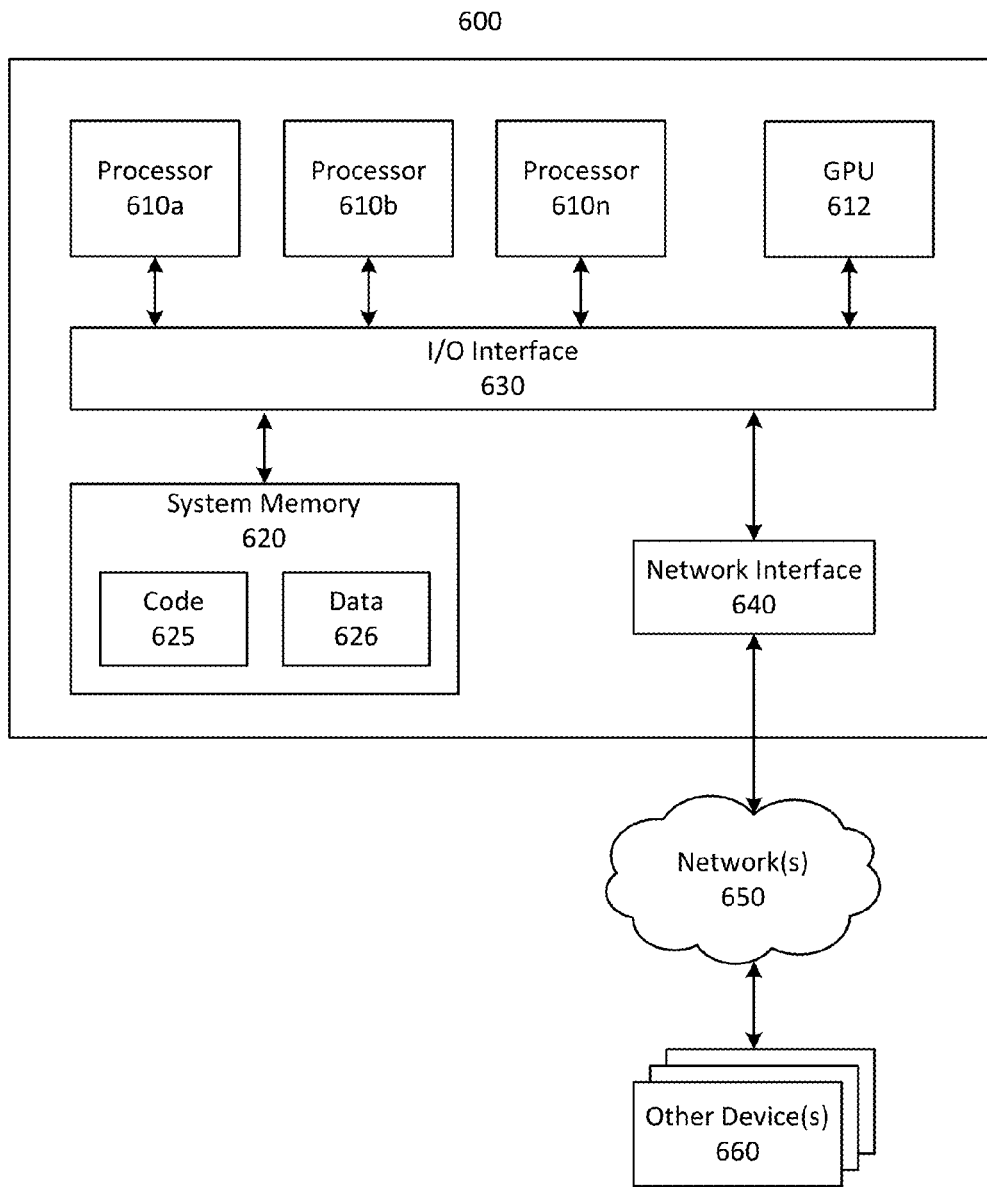 600
Processor
610a
Processor
610b
Processor
610n
GPU
612
I/O Interface
630
System Memory
620
Code
625
Data
626
Network Interface
640
Network(s)
650
Other Device(s)
660